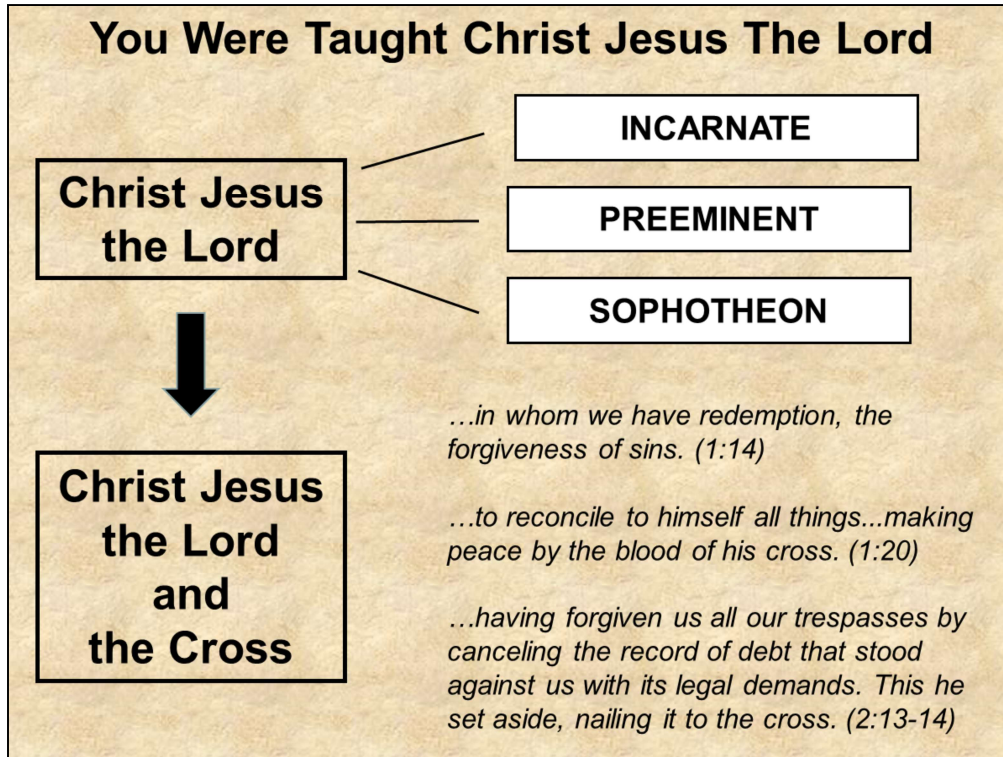 You Were Taught Christ Jesus The Lord
Christ Jesus
the Lord
INCARNATE
PREEMINENT
SOPHOTHEON
Christ Jesus
the Lord
and
the Cross
…in whom we have redemption, the
forgiveness of sins. (1:14)
…to reconcile to himself all things...making
peace by the blood of his cross. (1:20)
…having forgiven us all our trespasses by
canceling the record of debt that stood
against us with its legal demands. This he
set aside, nailing it to the cross. (2:13-14)